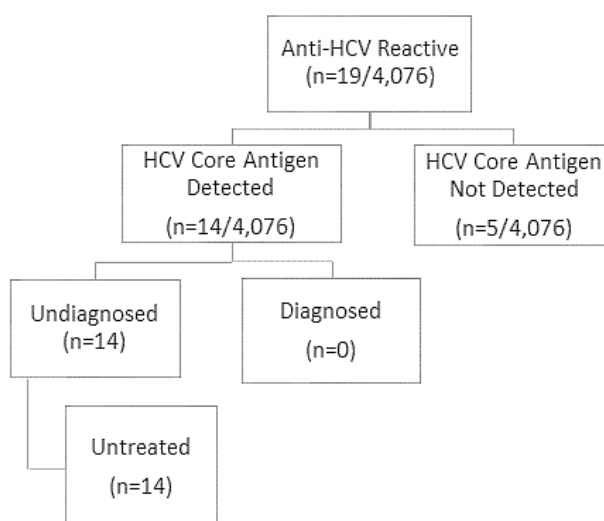 Anti-HCV Reactive
(n=19/4,076)
HCV Core Antigen
Detected
(n=14/4,076)
HCV Core Antigen
Not Detected
(n=5/4,076)
Undiagnosed
(n=14)
Diagnosed
(n=0)
Untreated
(n=14)